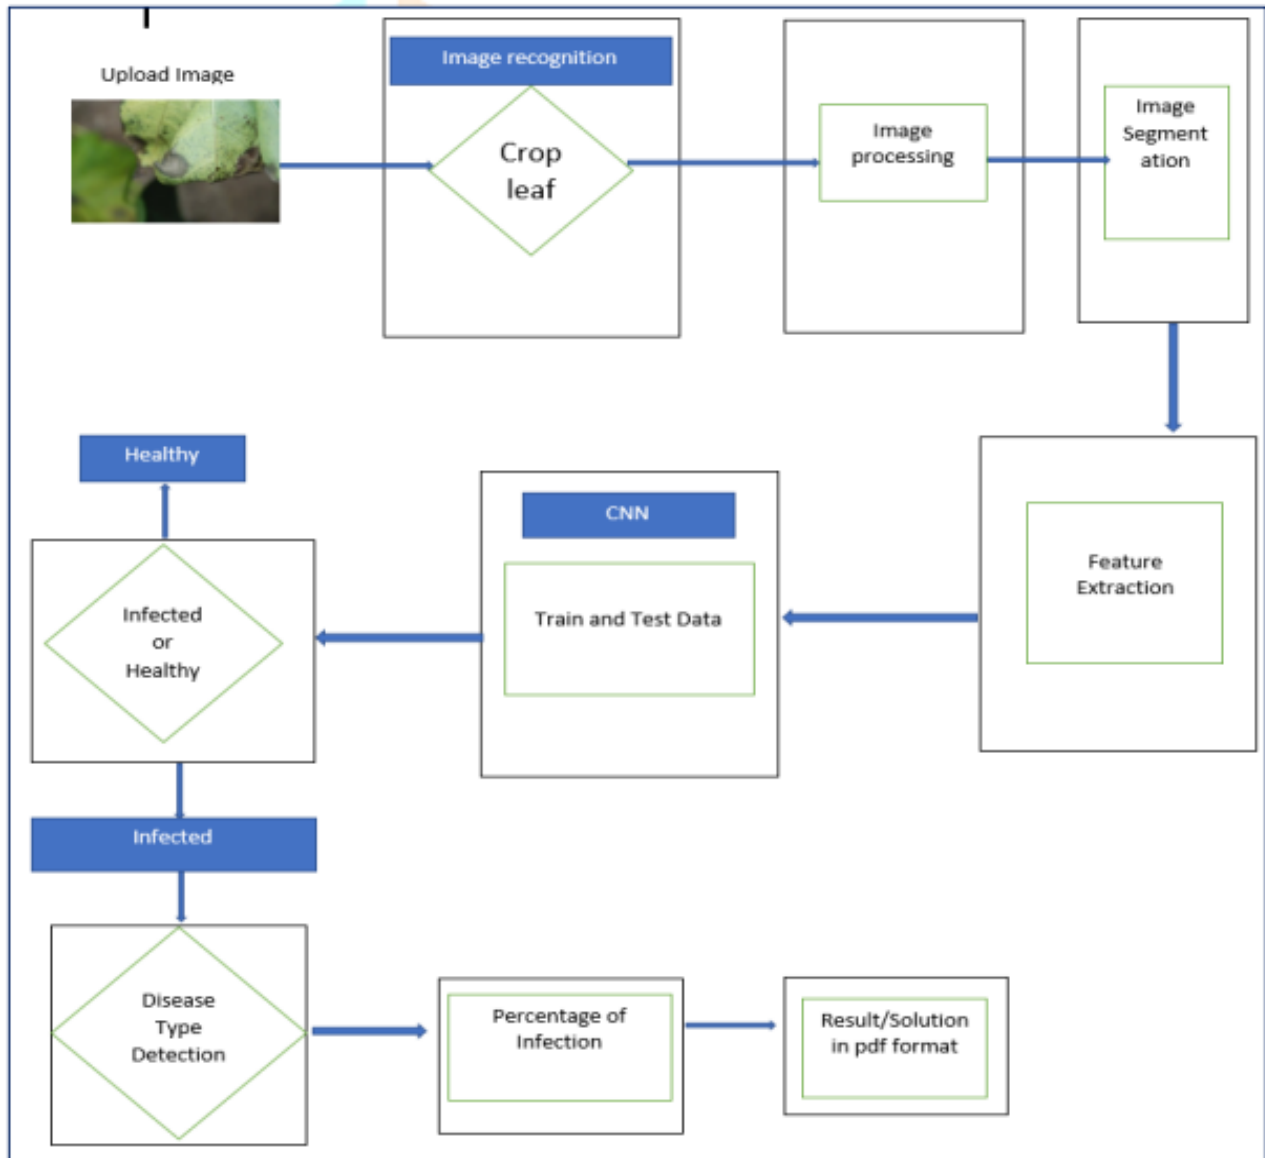 Upload Image
Image recognition
Crop
leaf
Image
processing
Image
Segment
ation
Healthy
Infected
or
Healthy
CNN
Train and Test Data
Feature
Extraction
Infected
Disease
Type
Detection
Percentage of
Infection
Result/Solution
in pdf format